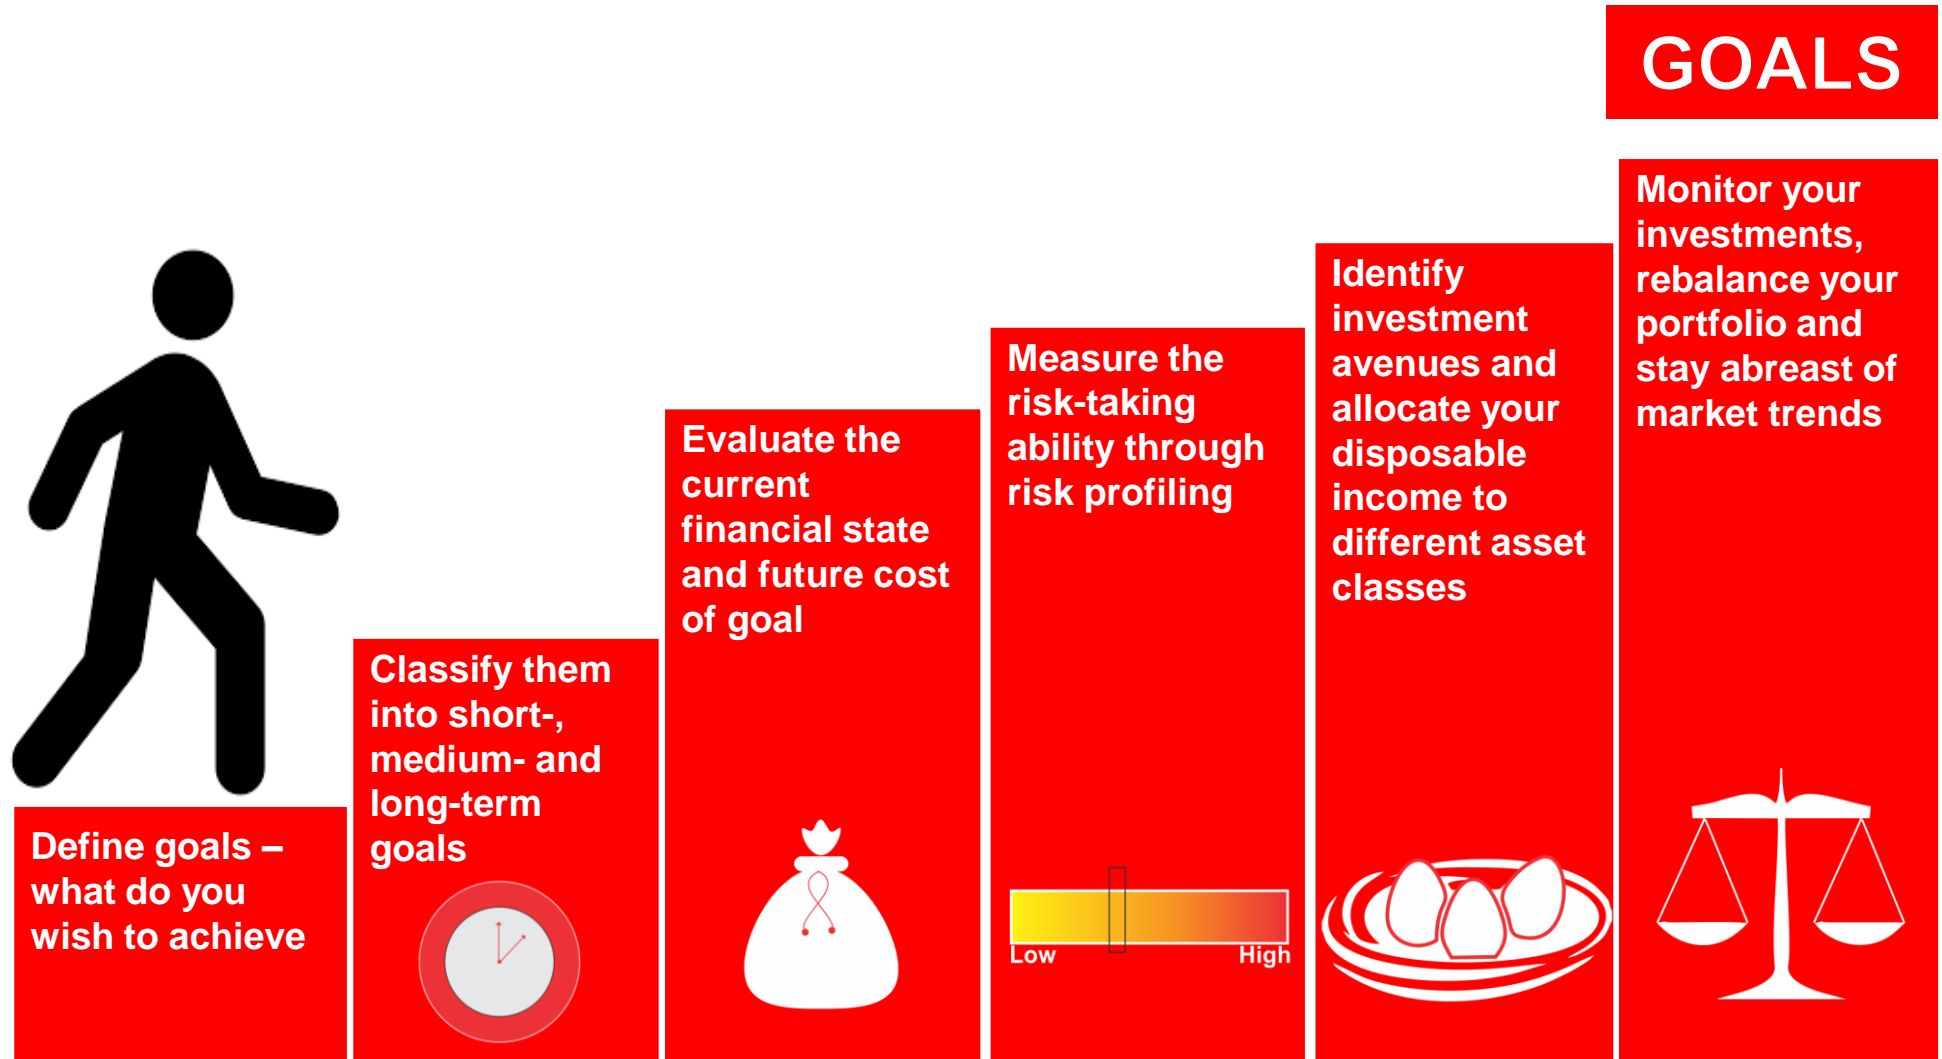 GOALS
Define goals –
what do you
wish to achieve
Classify them
into short-,
medium- and
long-term
goals
Evaluate the
current
financial state
and future cost
of goal
Measure the
risk-taking
ability through
risk profiling
Low High
Identify
investment
avenues and
allocate your
disposable
income to
different asset
classes
Monitor your
investments,
rebalance your
portfolio and
stay abreast of
market trends